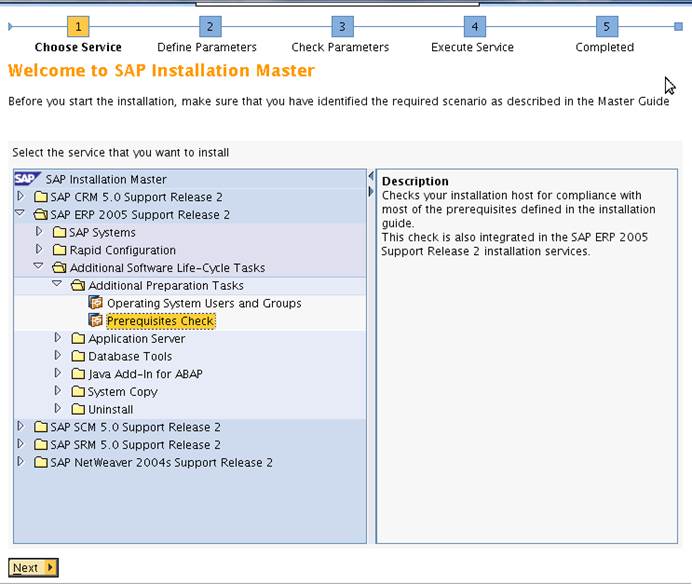 1 2 3 4 5
Choose Service Define Parameters Check Parameters Execute Service Completed
Welcome to SAP Installation Master
Before you start the installation, make sure that you have identified the required scenario as described in the Master Guide
Select the service that you want to install
SAP SAP Installation Master
SAP CRM 5.0 Support Release 2
SAP ERP 2005 Support Release 2
SAP Systems
Rapid Configuration
Additional Software Life-Cycle Tasks
Additional Preparation Tasks
Operating System Users and Groups
Prerequisites Check
Application Server
Database Tools
Java Add-In for ABAP
System Copy
Uninstall
SAP SCM 5.0 Support Release 2
SAP SRM 5.0 Support Release 2
SAP NetWeaver 2004s Support Release 2
Description
Checks your installation host for compliance with
most of the prerequisites defined in the installation
guide.
This check is also integrated in the SAP ERP 2005
Support Release 2 installation services.
Next